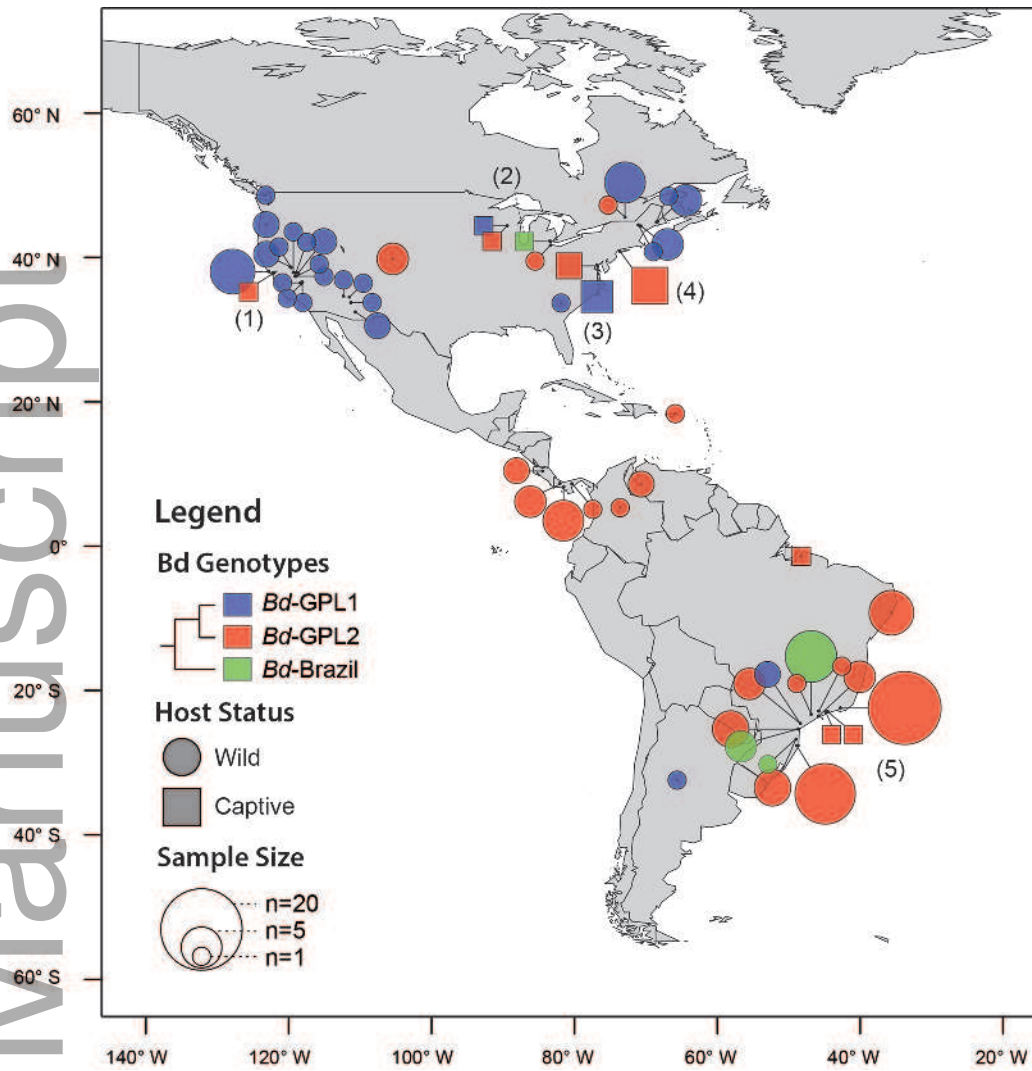 Manuscript
60° N
40° N
20° N
0°
20° S
40° S
60° S
(2)
(1)
(4)
(3)
(5)
Legend
Bd Genotypes
Bd-GPL1
Bd-GPL2
Bd-Brazil
Host Status
Wild
Captive
Sample Size
n=20
n=5
n=1
140° W
120° W
100° W
80° W
60° W
40° W
20° W